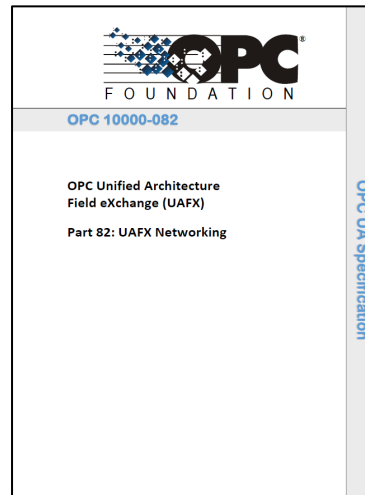 OPC®
FOUNDATION
OPC 10000-082
OPC Unified Architecture
Field eXchange (UAFX)
Part 82: UAFX Networking
OPC UA Specification